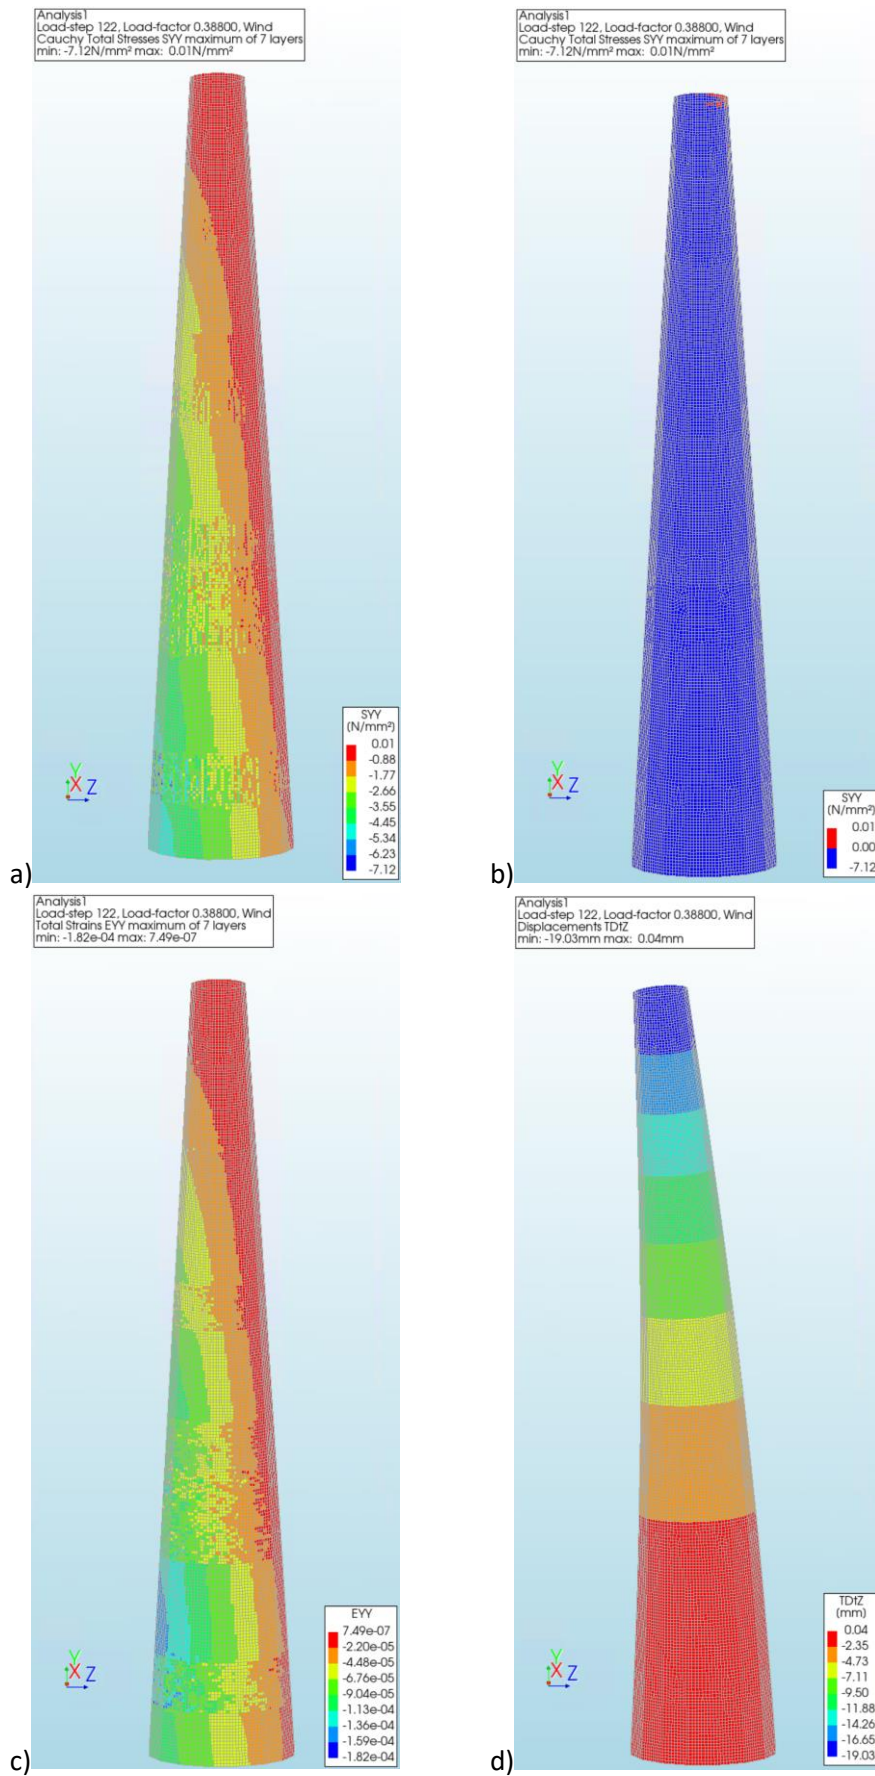 Analysis1
Load-step 122, Load-factor 0.38800, Wind
Cauchy Total Stresses SYY maximum of 7 layers
min: -7.12N/mm² max: 0.01N/mm²
Analysis1
Load-step 122, Load-factor 0.38800, Wind
Cauchy Total Stresses SYY maximum of 7 layers
min: -7.12N/mm² max: 0.01N/mm²
SYY
(N/mm²)
0.01
-0.88
-1.77
-2.66
-3.55
-4.45
-5.34
-6.23
-7.12
Y
X Z
a)
SYY
(N/mm²)
0.01
0.00
-7.12
Y
X Z
b)
Analysis1
Load-step 122, Load-factor 0.38800, Wind
Total Strains EYY maximum of 7 layers
min: -1.82e-04 max: 7.49e-07
Analysis1
Load-step 122, Load-factor 0.38800, Wind
Displacements TDtZ
min: -19.03mm max: 0.04mm
EYY
7.49e-07
-2.20e-05
-4.48e-05
-6.76e-05
-9.04e-05
-1.13e-04
-1.36e-04
-1.59e-04
-1.82e-04
Y
X Z
c)
TDtZ
(mm)
0.04
-2.35
-4.73
-7.11
-9.50
-11.88
-14.26
-16.65
-19.03
Y
X Z
d)